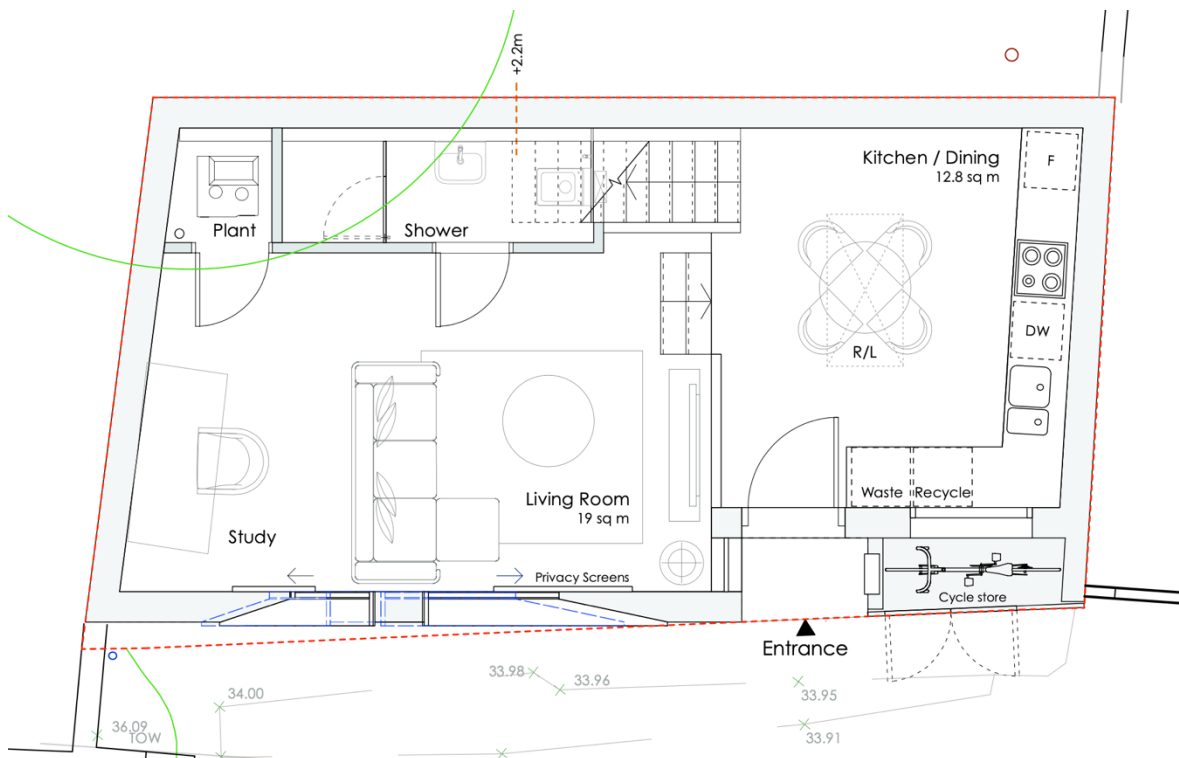 +2.2m
Kitchen / Dining
12.8 sq m
F
Plant
Shower
DW
R/L
Waste
Recycle
Living Room
19 sq m
Study
Privacy Screens
Cycle store
Entrance
33.98
33.96
33.95
34.00
36.09
TOW
33.91